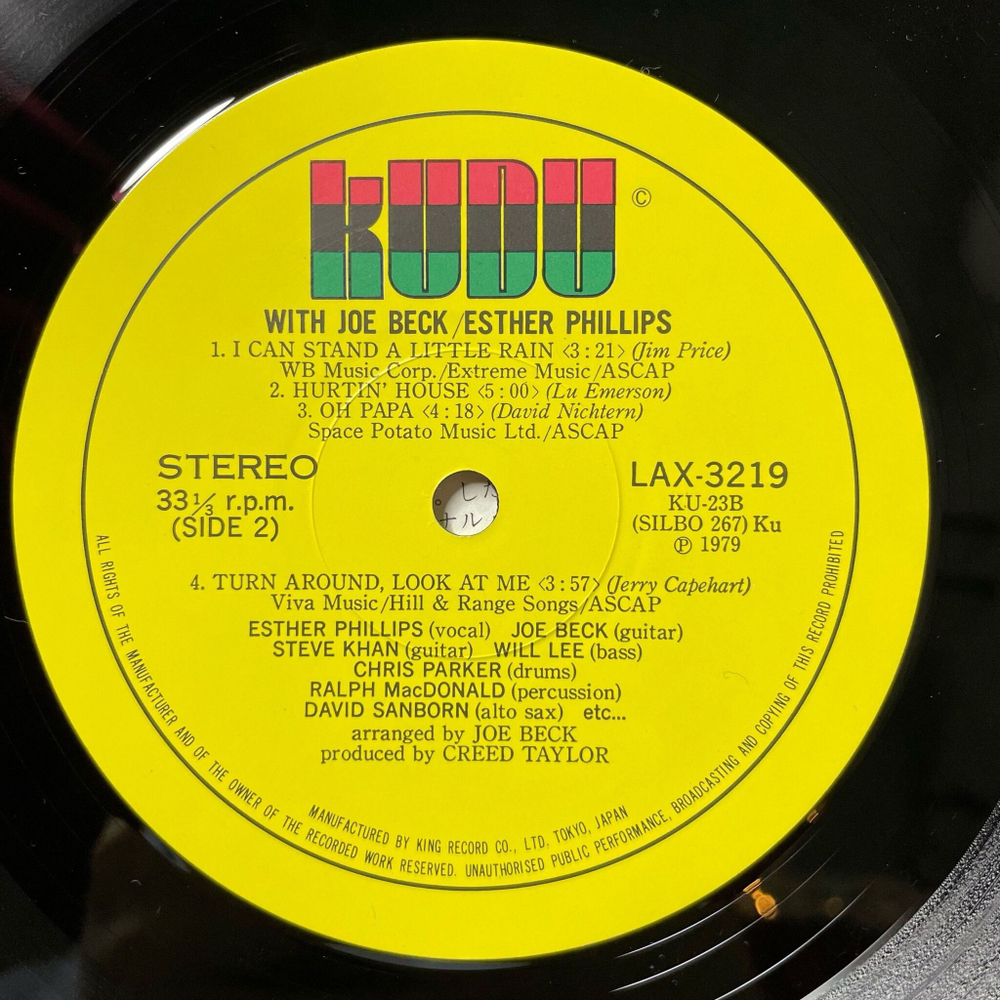 KUDU ©
WITH JOE BECK/ESTHER PHILLIPS
1. I CAN STAND A LITTLE RAIN <3:21> (Jim Price)
WB Music Corp./Extreme Music/ASCAP
2. HURTIN' HOUSE <5:00> (Lu Emerson)
3. OH PAPA <4:18> (David Nichtern)
Space Potato Music Ltd./ASCAP
STEREO
33 1/3 r.p.m.
(SIDE 2)
LAX-3219
KU-23B
(SILBO 267) Ku
℗ 1979
した
ナル
4. TURN AROUND, LOOK AT ME <3:57> (Jerry Capehart)
Viva Music/Hill & Range Songs/ASCAP
ESTHER PHILLIPS (vocal) JOE BECK (guitar)
STEVE KHAN (guitar) WILL LEE (bass)
CHRIS PARKER (drums)
RALPH MacDONALD (percussion)
DAVID SANBORN (alto sax) etc...
arranged by JOE BECK
produced by CREED TAYLOR
MANUFACTURED BY KING RECORD CO., LTD. TOKYO, JAPAN
ALL RIGHTS OF THE MANUFACTURER AND OF THE OWNER OF THE RECORDED WORK RESERVED. UNAUTHORISED PUBLIC PERFORMANCE, BROADCASTING AND COPYING OF THIS RECORD PROHIBITED